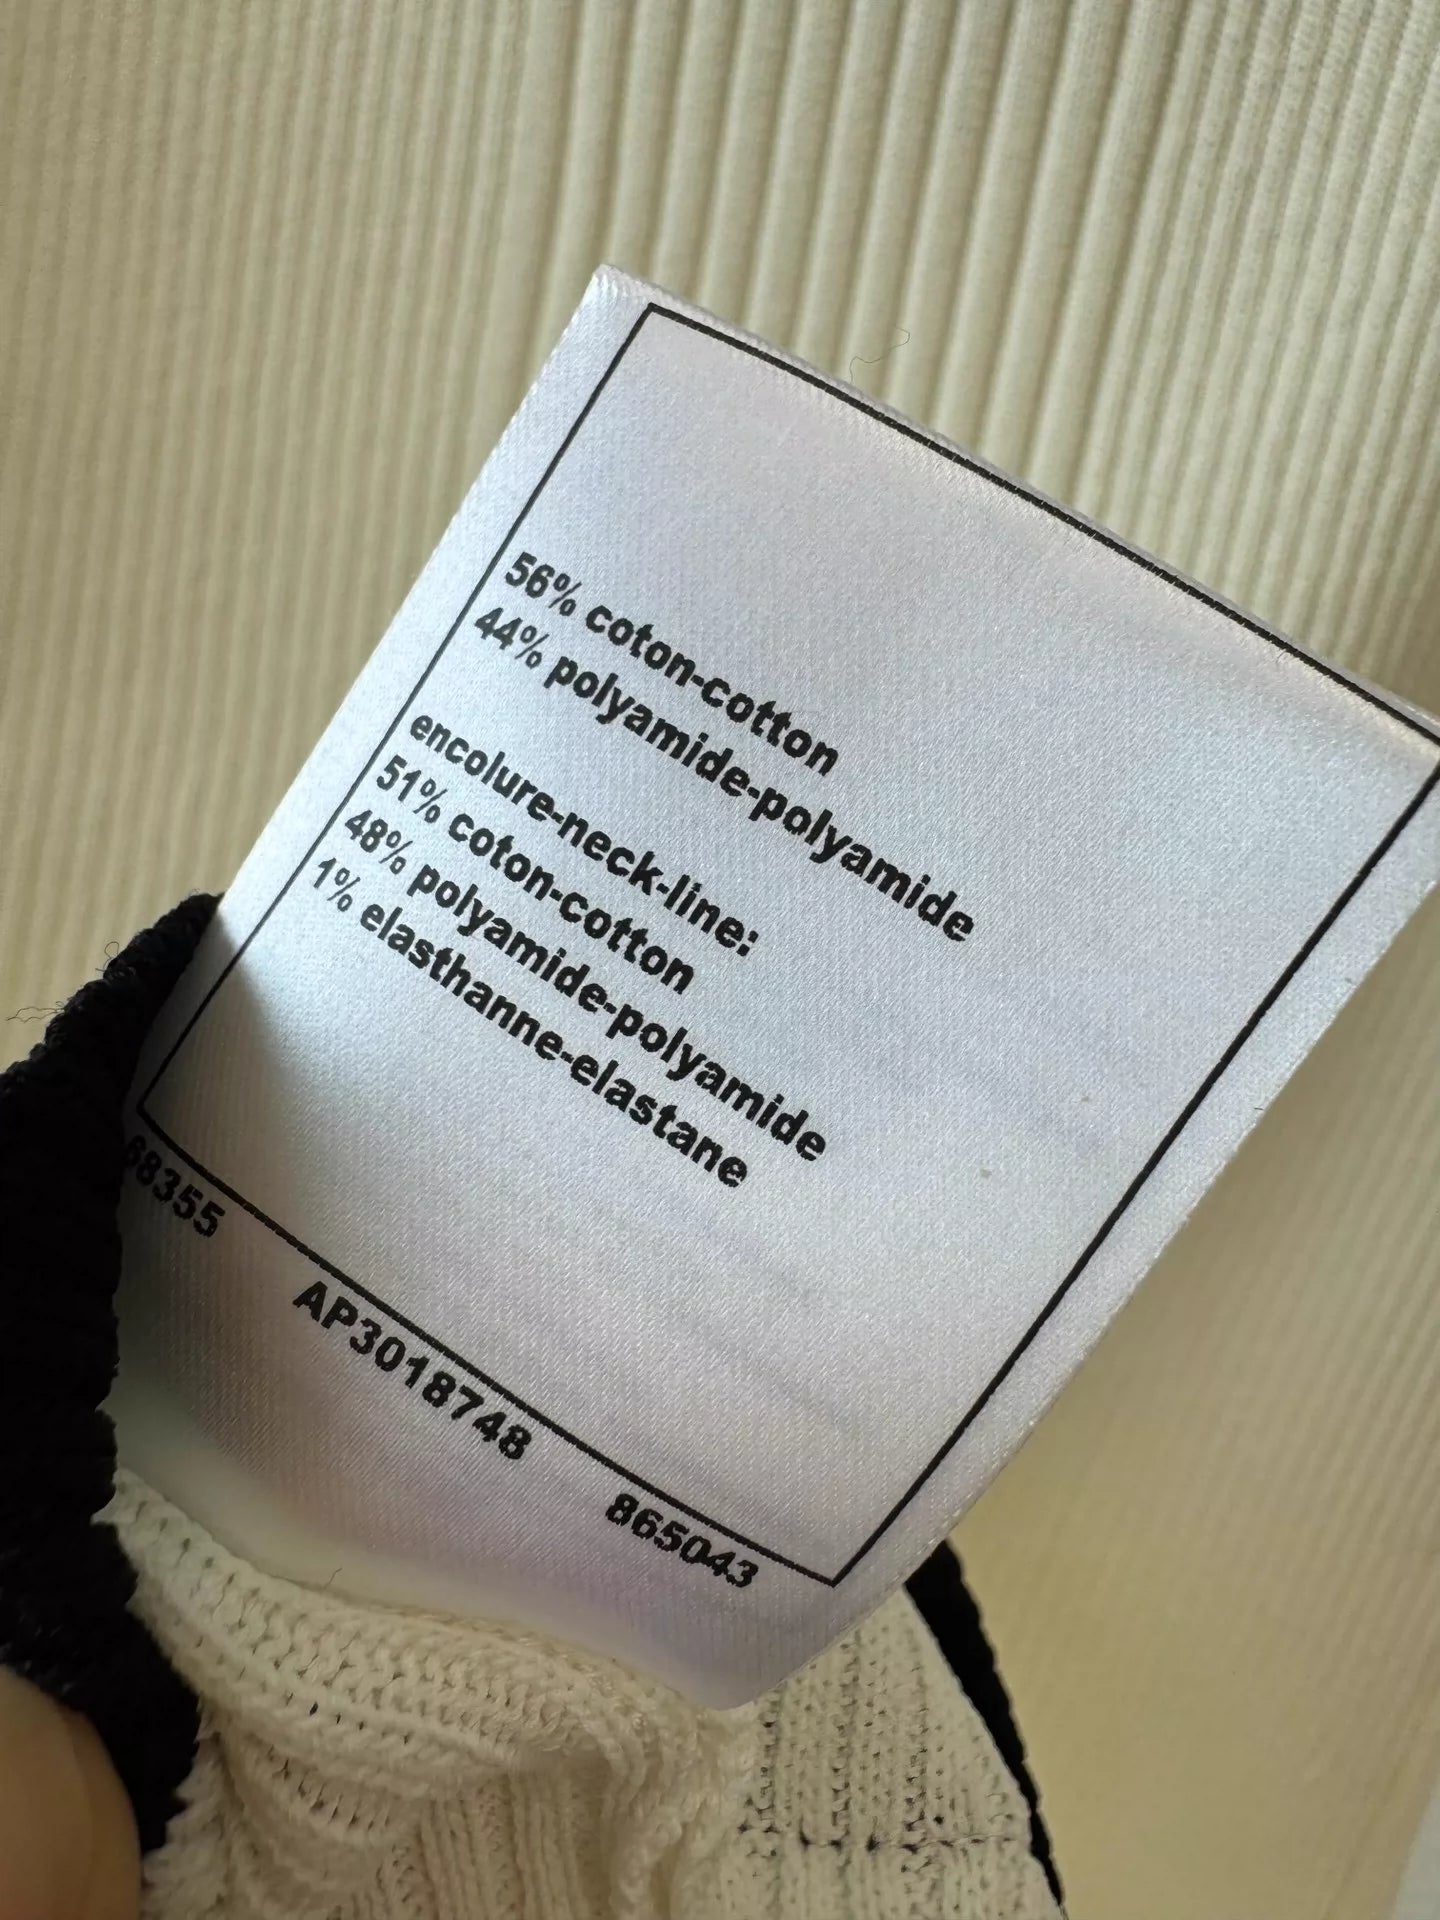 56% coton-cotton
44% polyamide-polyamide
encolure-neck-line:
51% coton-cotton
48% polyamide-polyamide
1% elasthanne-elastane
68355
AP3018748
865043